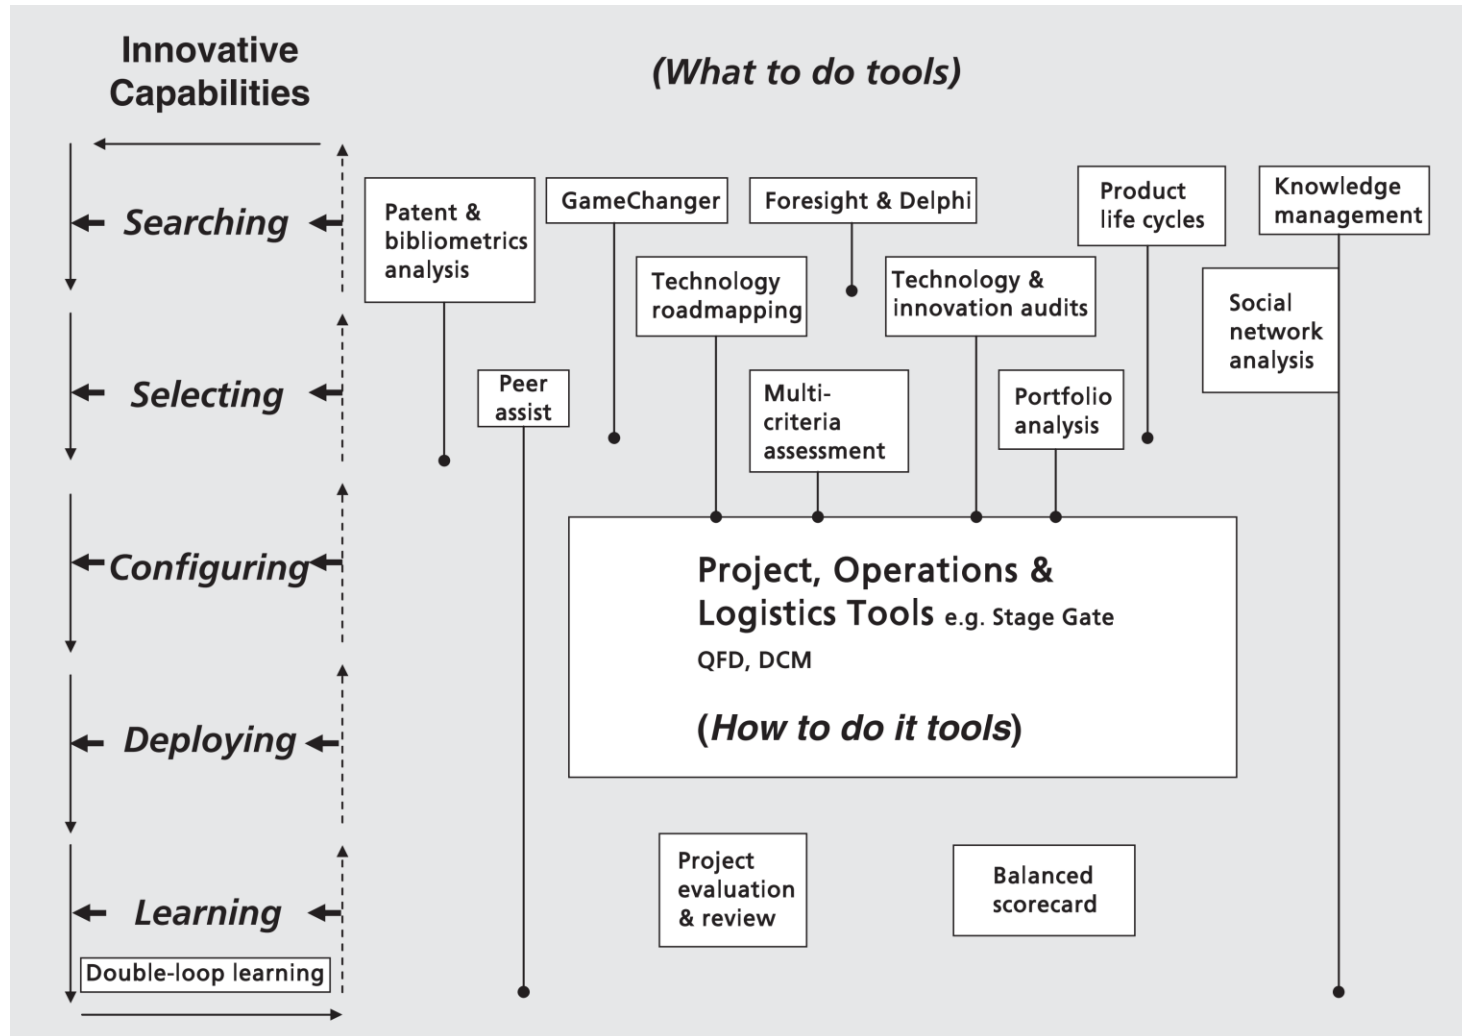 Innovative
Capabilities
(What to do tools)
Searching
Patent &
bibliometrics
analysis
GameChanger
Foresight & Delphi
Product
life cycles
Knowledge
management
Technology
roadmapping
Technology &
innovation audits
Social
network
analysis
Selecting
Peer
assist
Multi-
criteria
assessment
Portfolio
analysis
Configuring
Project, Operations &
Logistics Tools e.g. Stage Gate
QFD, DCM
(How to do it tools)
Deploying
Learning
Project
evaluation
& review
Balanced
scorecard
Double-loop learning